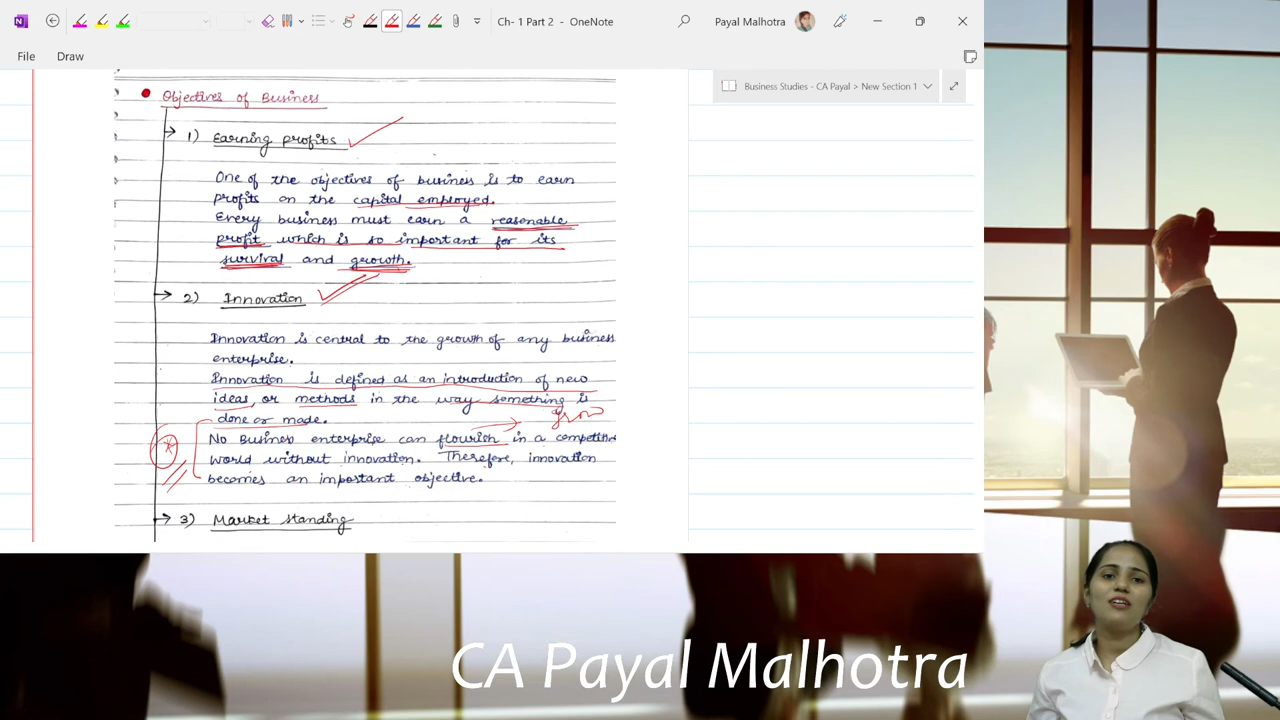 Ch- 1 Part 2 - OneNote
Payal Malhotra
File
Draw
Business Studies - CA Payal > New Section 1
Objectives of Business
1) Earning profits
One of the objectives of business is to earn
profits on the capital employed.
Every business must earn a reasonable
profit which is so important for its
survival and growth.
2) Innovation
Innovation is central to the growth of any business
enterprise.
Innovation is defined as an introduction of new
ideas, or methods in the way something is
done or made.
grow
No Business enterprise can flourish in a competitive
world without innovation. Therefore, innovation
becomes an important objective.
3) Market standing
CA Payal Malhotra